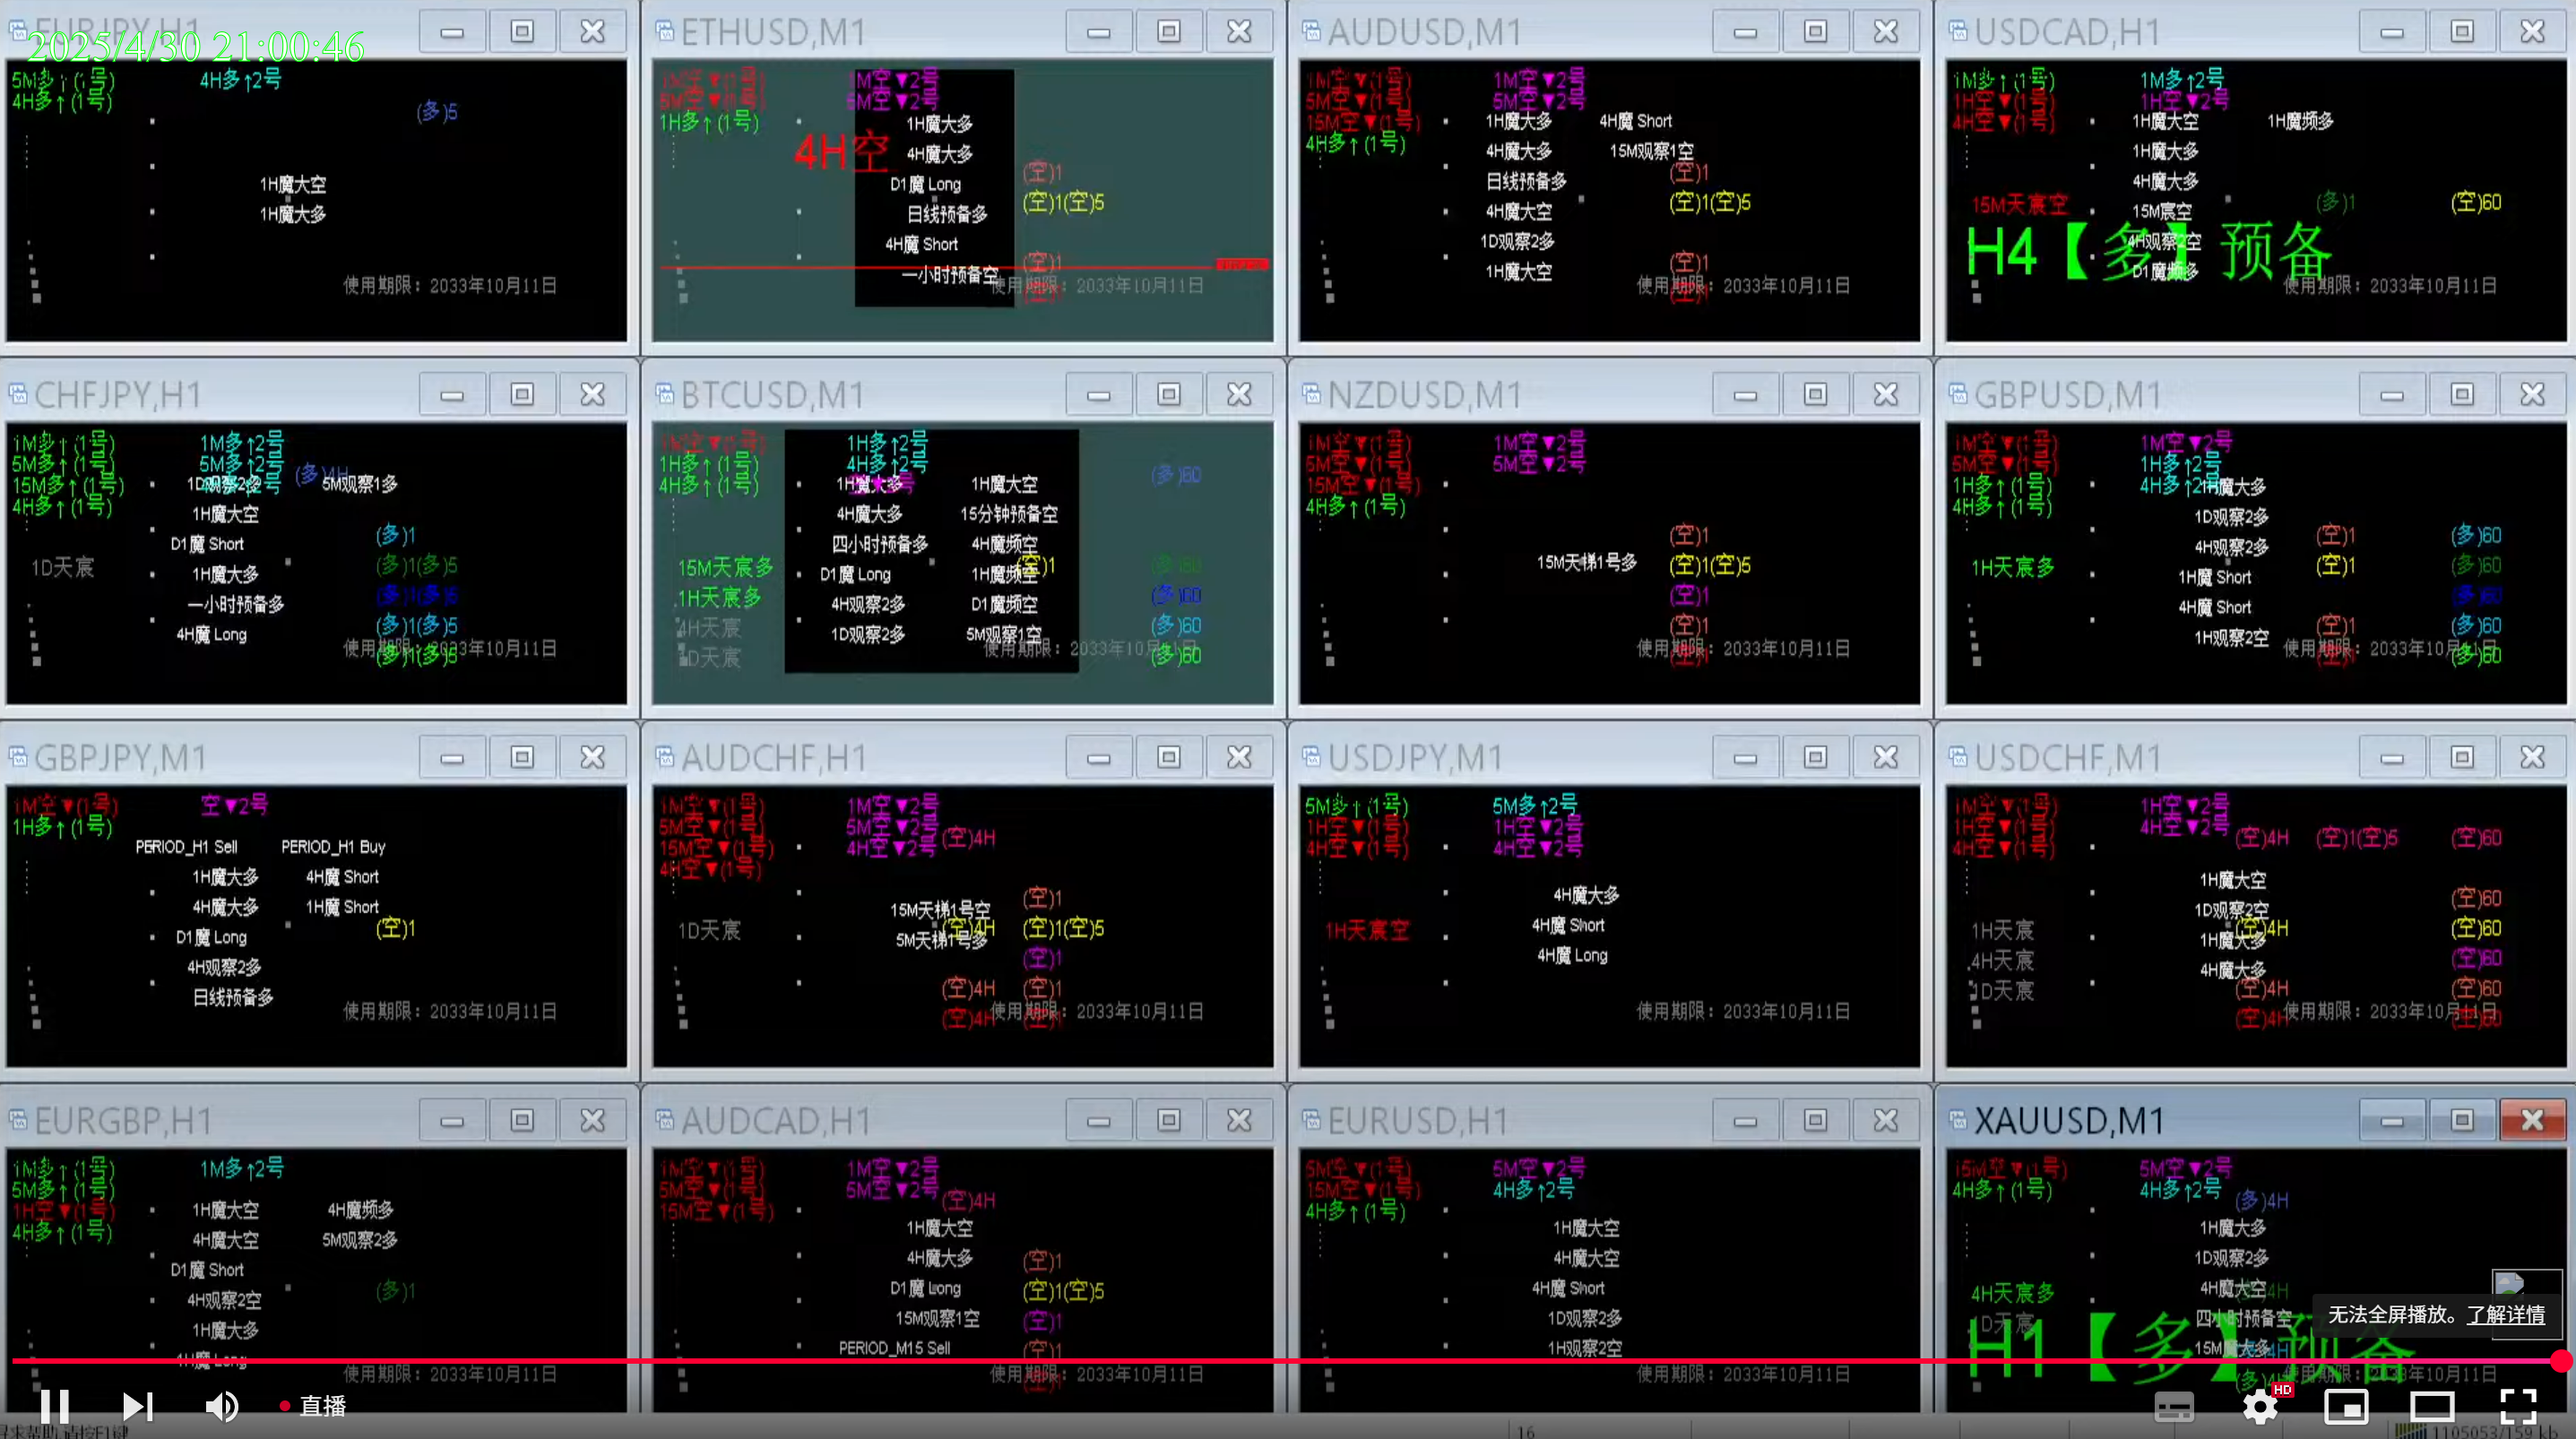 EURJPY,H1
2025/4/30 21:00:46
5M多↑(1号)
4H多↑2号
4H多↑(1号)
(多)5
1H魔大空
1H魔大多
使用期限：2033年10月11日
ETHUSD,M1
1M空▼(1号)
1M空▼2号
5M空▼(1号)
5M空▼2号
1H多↑(1号)
1H魔大多
4H空
4H魔大多
(空)1
D1魔 Long
(空)1(空)5
日线预备多
4H魔 Short
(空)1
一小时预备空
使用期限：2033年10月11日
AUDUSD,M1
1M空▼(1号)
1M空▼2号
5M空▼(1号)
5M空▼2号
15M空▼(1号)
1H魔大多
4H魔 Short
4H多↑(1号)
4H魔大多
15M观察1空
(空)1
日线预备多
(空)1(空)5
4H魔大空
1D观察2多
(空)1
1H魔大空
使用期限：2033年10月11日
USDCAD,H1
1M多↑(1号)
1M多↑2号
1H空▼(1号)
1H空▼2号
4H空▼(1号)
1H魔大空
1H魔频多
1H魔大多
4H魔大多
15M天宸空
15M宸空
(多)1
(空)60
4H观察2空
H4【多】预备
D1魔频多
使用期限：2033年10月11日
CHFJPY,H1
1M多↑(1号)
1M多↑2号
5M多↑(1号)
5M多↑2号
(多)4H
15M多↑(1号)
1D观察2多
5M观察1多
4H多↑(1号)
1H魔大空
(多)1
D1魔 Short
1D天宸
(多)1(多)5
1H魔大多
(多)1(多)5
一小时预备多
(多)1(多)5
4H魔 Long
使用期限：2033年10月11日
(多)1(多)5
BTCUSD,M1
1M空▼(1号)
1H多↑2号
1H多↑(1号)
4H多↑2号
(多)60
4H多↑(1号)
1H魔大多
1H魔大空
4H魔大多
15分钟预备空
四小时预备多
4H魔频空
15M天宸多
(空)1
(多)60
D1魔 Long
1H魔频空
1H天宸多
(多)60
4H观察2多
D1魔频空
4H天宸
(多)60
1D观察2多
5M观察1空
1D天宸
使用期限：2033年10月11日
(多)60
NZDUSD,M1
1M空▼(1号)
1M空▼2号
5M空▼(1号)
5M空▼2号
15M空▼(1号)
4H多↑(1号)
(空)1
15M天梯1号多
(空)1(空)5
(空)1
(空)1
使用期限：2033年10月11日
GBPUSD,M1
1M空▼(1号)
1M空▼2号
5M空▼(1号)
1H多↑2号
1H多↑(1号)
4H多↑2号
1H魔大多
4H多↑(1号)
1D观察2多
(空)1
(多)60
4H观察2多
1H天宸多
(空)1
(多)60
1H魔 Short
(多)60
4H魔 Short
(空)1
(多)60
1H观察2空
使用期限：2033年10月11日
(多)60
GBPJPY,M1
1M空▼(1号)
空▼2号
1H多↑(1号)
PERIOD_H1 Sell
PERIOD_H1 Buy
1H魔大多
4H魔 Short
4H魔大多
1H魔 Short
(空)1
D1魔 Long
4H观察2多
日线预备多
使用期限：2033年10月11日
AUDCHF,H1
1M空▼(1号)
1M空▼2号
5M空▼(1号)
5M空▼2号
(空)4H
15M空▼(1号)
4H空▼2号
4H空▼(1号)
(空)1
15M天梯1号空
1D天宸
(空)4H
(空)1(空)5
5M天梯1号多
(空)1
(空)4H
(空)1
(空)4H
使用期限：2033年10月11日
USDJPY,M1
5M多↑(1号)
5M多↑2号
1H空▼(1号)
1H空▼2号
4H空▼(1号)
4H空▼2号
4H魔大多
4H魔 Short
1H天宸空
4H魔 Long
使用期限：2033年10月11日
USDCHF,M1
1M空▼(1号)
1H空▼2号
1H空▼(1号)
4H空▼2号
(空)4H
(空)1(空)5
(空)60
4H空▼(1号)
1H魔大空
(空)60
1D观察2空
1H天宸
(空)4H
(空)60
1H魔大多
4H天宸
(空)60
4H魔大多
1D天宸
(空)4H
(空)60
(空)4H
使用期限：2033年10月11日
(空)60
EURGBP,H1
1M多↑(1号)
1M多↑2号
5M多↑(1号)
1H空▼(1号)
1H魔大空
4H魔频多
4H多↑(1号)
4H魔大空
5M观察2多
D1魔 Short
(多)1
4H观察2空
1H魔大多
4H魔 Long
使用期限：2033年10月11日
AUDCAD,H1
1M空▼(1号)
1M空▼2号
5M空▼(1号)
5M空▼2号
(空)4H
15M空▼(1号)
1H魔大空
4H魔大多
(空)1
D1魔 Long
(空)1(空)5
15M观察1空
(空)1
PERIOD_M15 Sell
(空)1
使用期限：2033年10月11日
EURUSD,H1
5M空▼(1号)
5M空▼2号
15M空▼(1号)
4H多↑2号
4H多↑(1号)
1H魔大空
4H魔大空
4H魔 Short
1D观察2多
1H观察2空
使用期限：2033年10月11日
XAUUSD,M1
15M空▼(1号)
5M空▼2号
4H多↑(1号)
4H多↑2号
(多)4H
1H魔大多
1D观察2多
4H天宸多
4H魔大空
四小时预备空
1D天宸
H1【多】预备
15M魔大多
使用期限：2033年10月11日
无法全屏播放。了解详情
直播
HD
16
1105053/159 kb